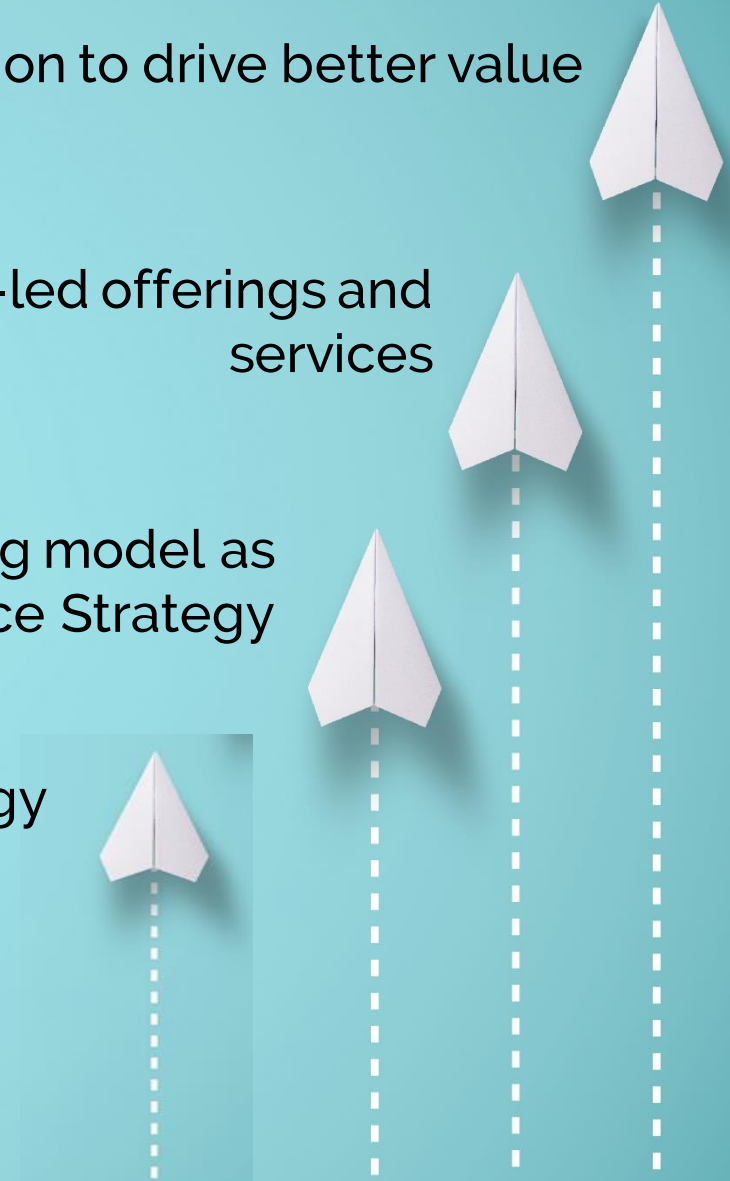 on to drive better value
-led offerings and
services
g model as
ce Strategy
gy